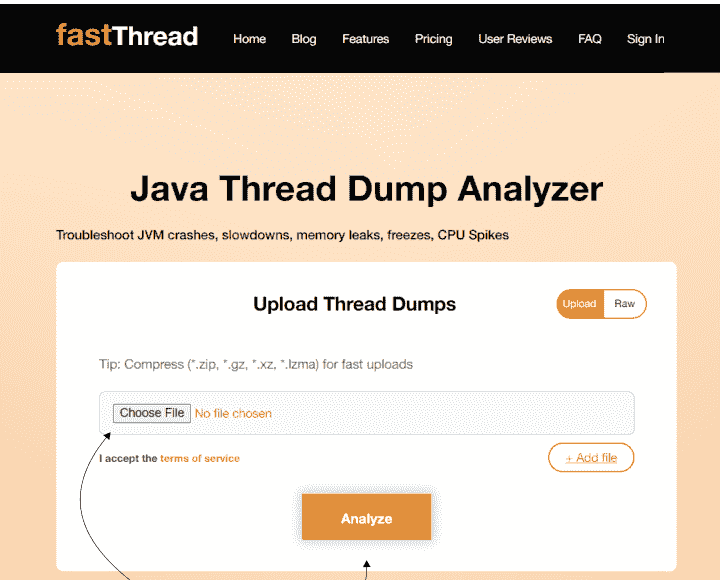 fastThread Home Blog Features Pricing User Reviews FAQ Sign In
Java Thread Dump Analyzer
Troubleshoot JVM crashes, slowdowns, memory leaks, freezes, CPU Spikes
Upload Thread Dumps
Upload Raw
Tip: Compress (*.zip, *.gz, *.xz, *.lzma) for fast uploads
Choose File No file chosen
I accept the terms of service
+ Add file
Analyze